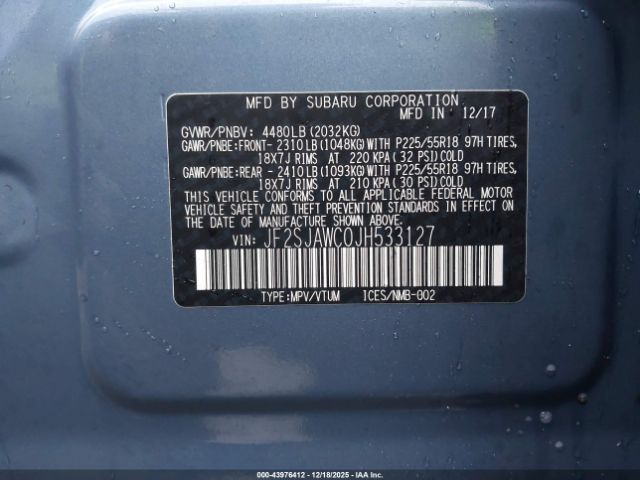 MFD BY SUBARU CORPORATION
MFD IN 12/17
GVWR/PNBV: 4480LB(2032KG)
GAWR/PNBE:FRONT-2310LB(1048KG)WITH P225/55R18 97H TIRES,
18X7J RIMS AT 220 KPA(32 PSI)COLD
GAWR/PNBE:REAR -2410LB(1093KG)WITH P225/55R18 97H TIRES,
18X7J RIMS AT 210 KPA(30 PSI)COLD
THIS VEHICLE CONFORMS TO ALL APPLICABLE FEDERAL MOTOR
VEHICLE SAFETY AND THEFT PREVENTION STANDARDS IN EFFECT ON
THE DATE OF MANUFACTURE SHOWN ABOVE.
VIN: JF2SJAWC0JH533127
TYPE:MPV/VTUM ICES/NMB-002
000-43976412 - 12/18/2025 - IAAI.COM